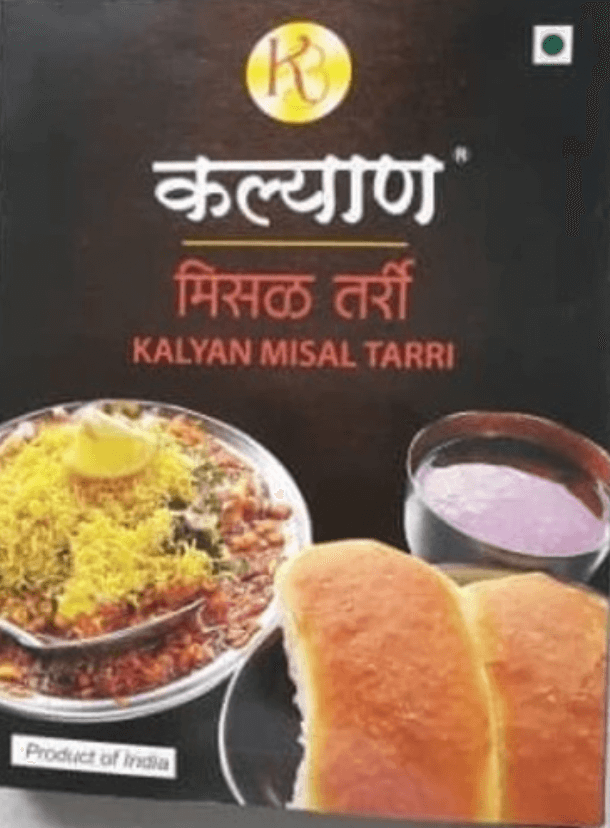 KB
कल्याण®
मिसळ तर्री
KALYAN MISAL TARRI
Product of India